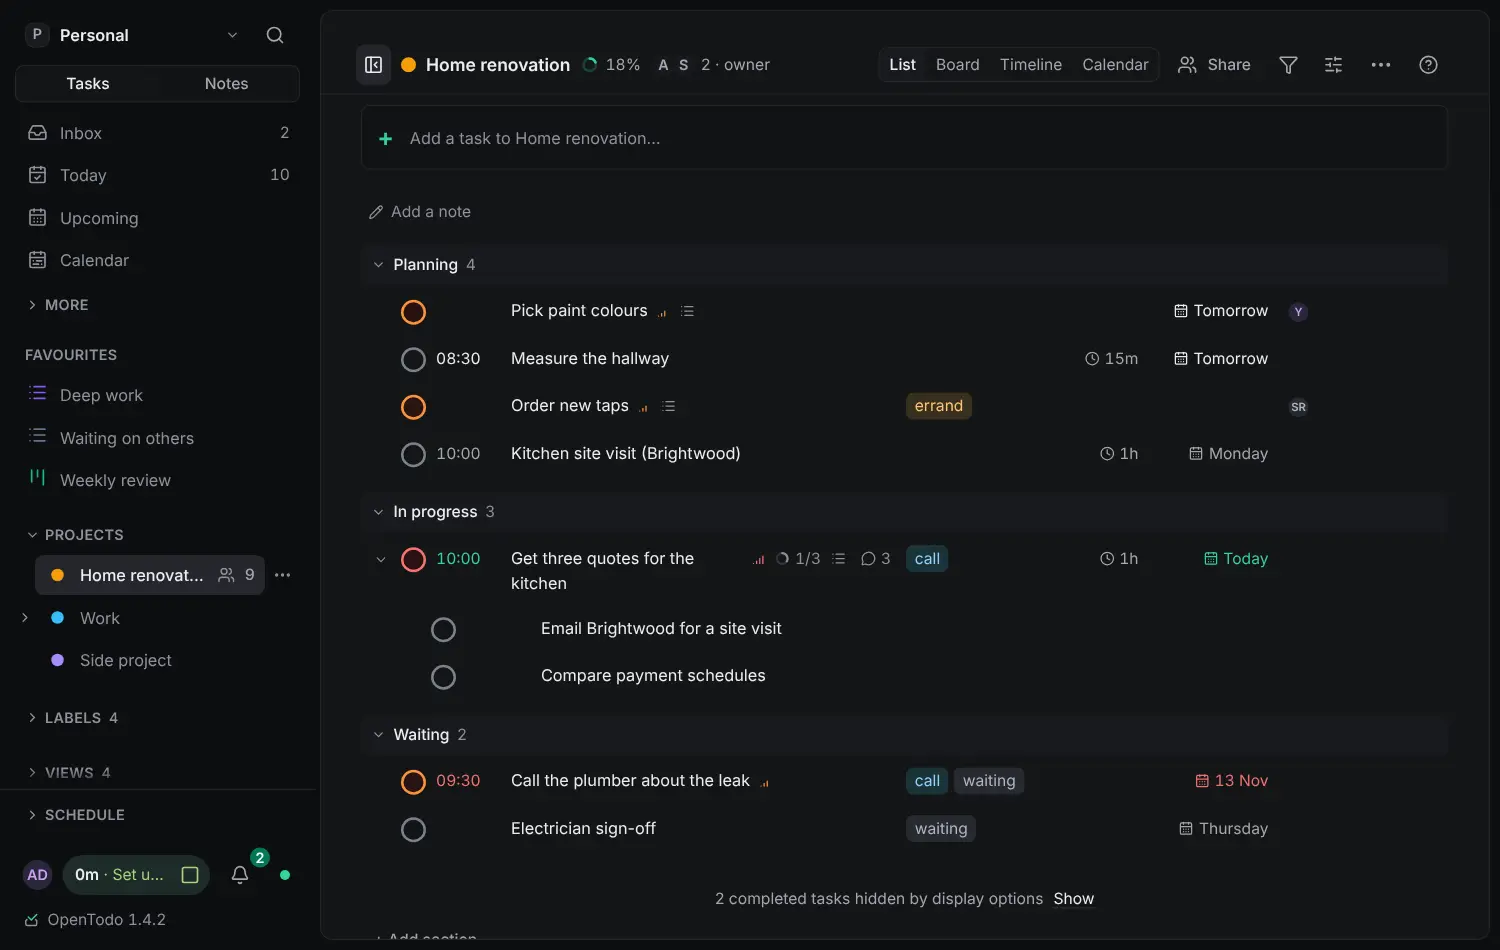 P Personal
Tasks Notes
Inbox 2
Today 10
Upcoming
Calendar
MORE
FAVOURITES
Deep work
Waiting on others
Weekly review
PROJECTS
Home renovat... 9
Work
Side project
LABELS 4
VIEWS 4
SCHEDULE
AD 0m · Set u... 2
OpenTodo 1.4.2
Home renovation 18% A S 2 · owner List Board Timeline Calendar Share
+ Add a task to Home renovation...
Add a note
Planning 4
Pick paint colours Tomorrow Y
08:30 Measure the hallway 15m Tomorrow
Order new taps errand SR
10:00 Kitchen site visit (Brightwood) 1h Monday
In progress 3
10:00 Get three quotes for the 1/3 3 call 1h Today
kitchen
Email Brightwood for a site visit
Compare payment schedules
Waiting 2
09:30 Call the plumber about the leak call waiting 13 Nov
Electrician sign-off waiting Thursday
2 completed tasks hidden by display options Show
+ Add section